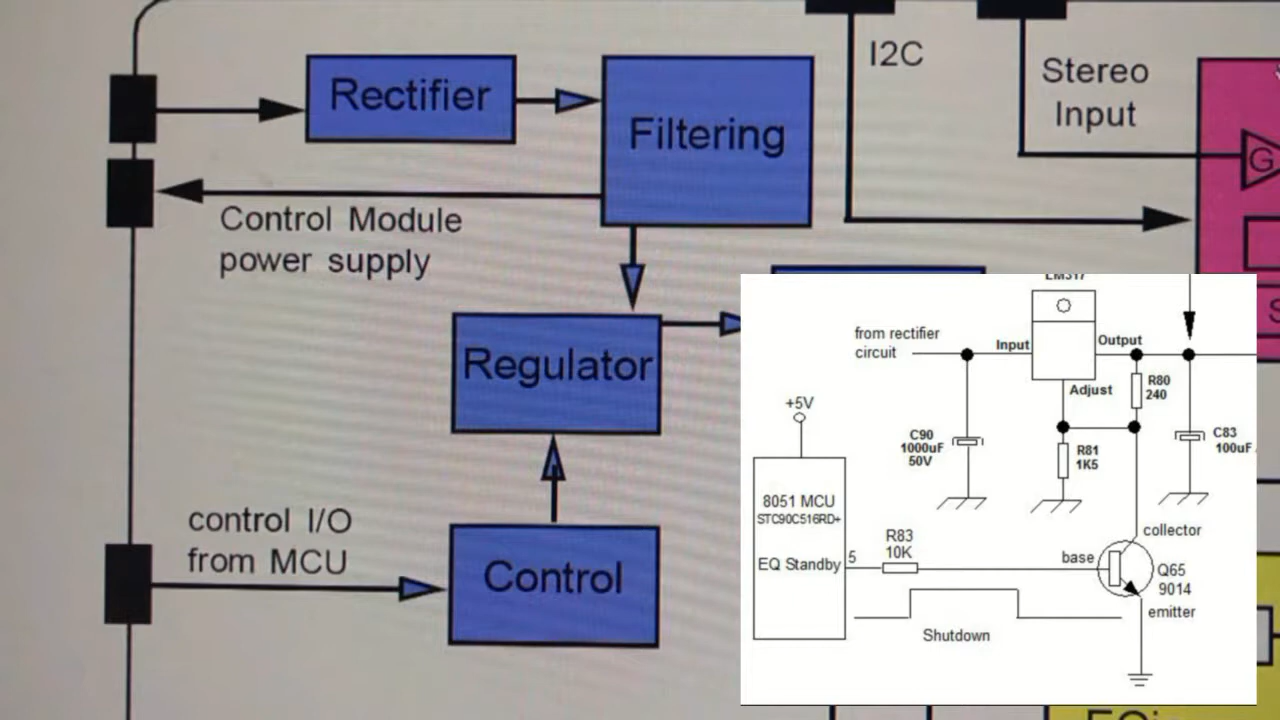 I2C
Stereo
Input
Rectifier
Filtering
G
Control Module
power supply
Regulator
control I/O
from MCU
Control
LM317
from rectifier
circuit
Input
Output
Adjust
R80
240
+5V
C90
1000uF
50V
R81
1K5
C83
100uF
8051 MCU
STC90C516RD+
EQ Standby
5
R83
10K
base
collector
Q65
9014
emitter
Shutdown